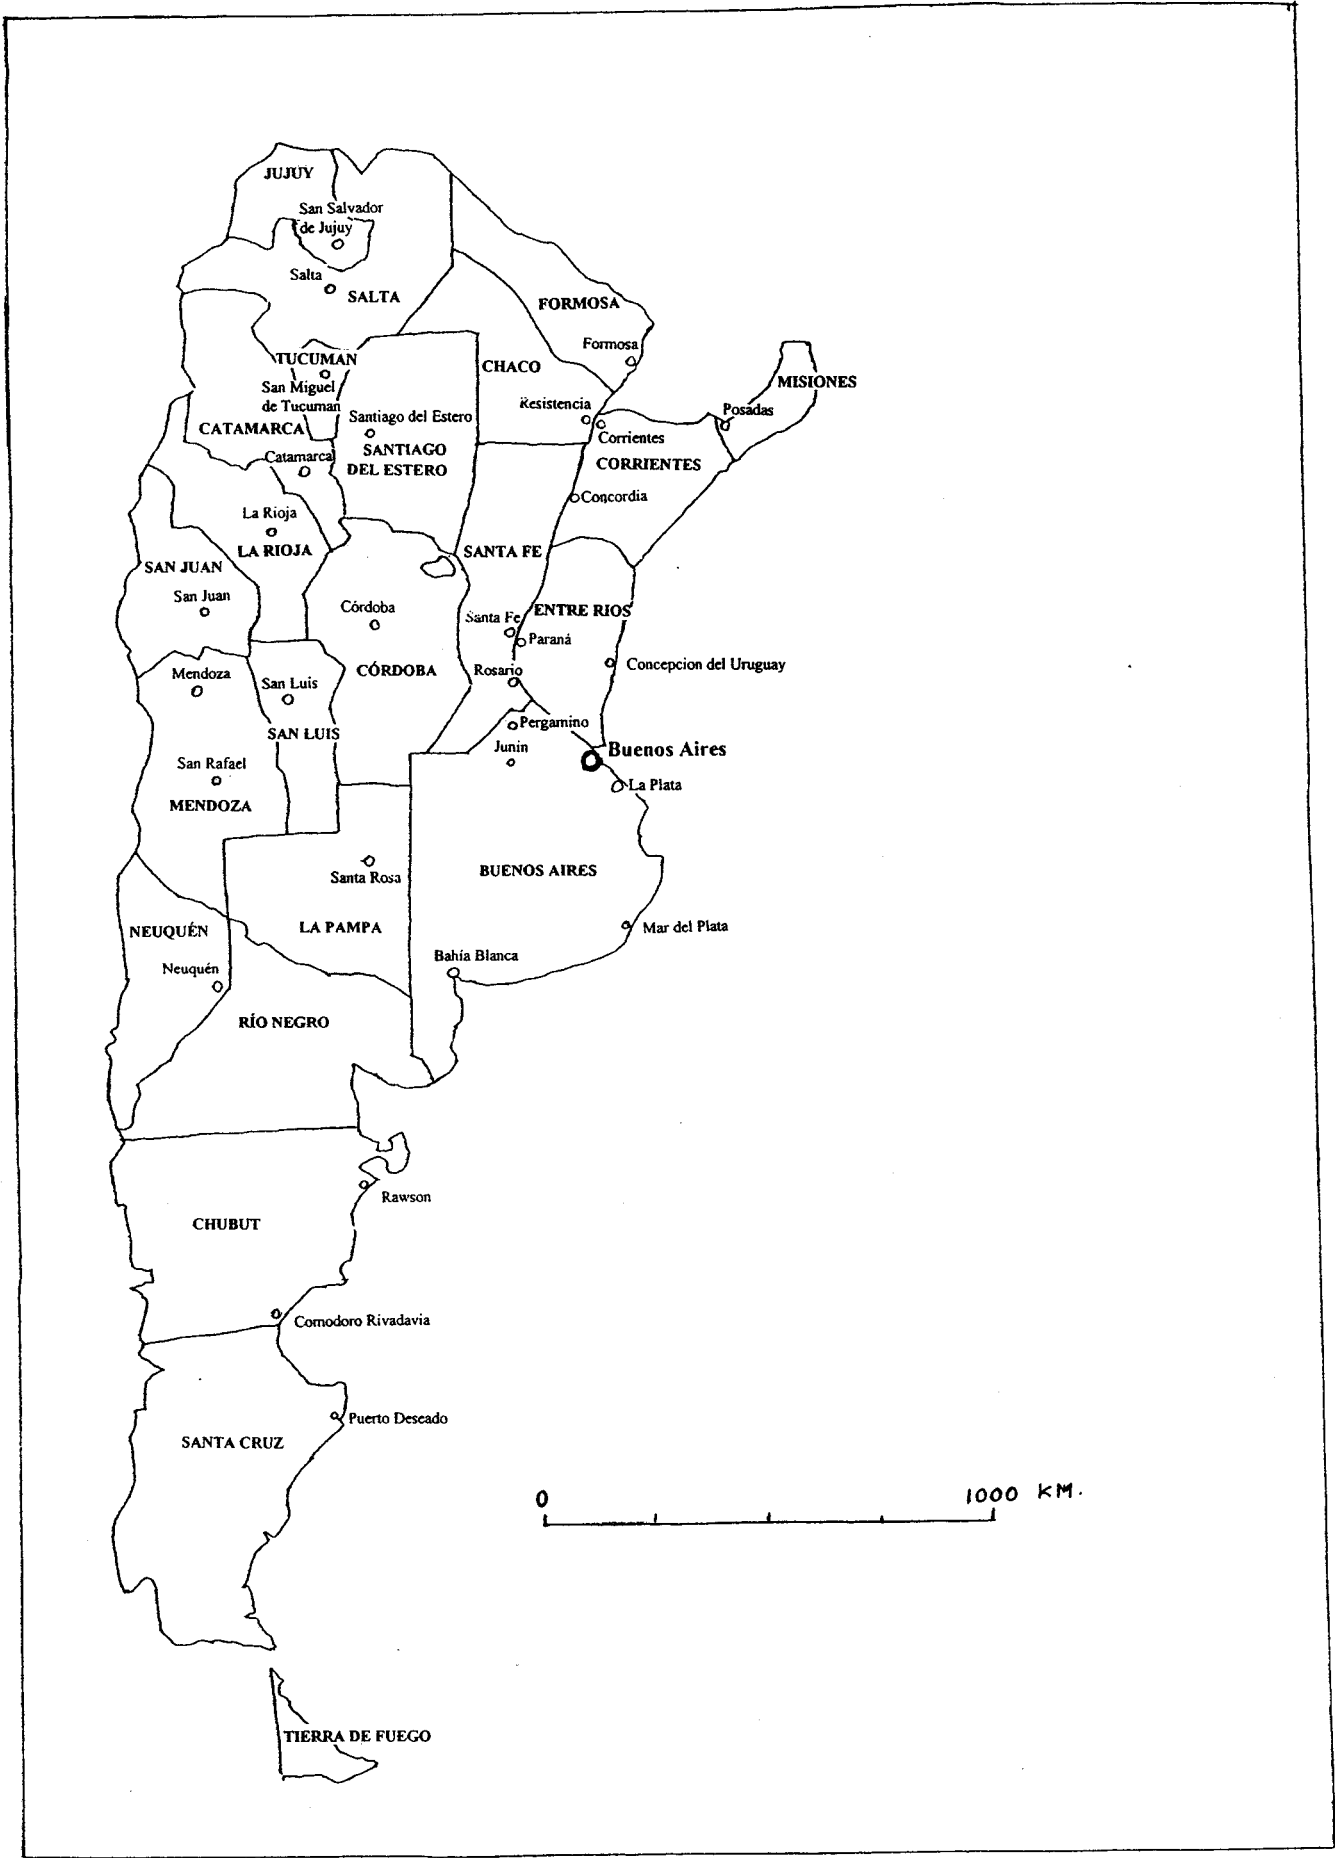 JUJUY
San Salvador
de Jujuy
Salta
SALTA
FORMOSA
Formosa
TUCUMAN
San Miguel
de Tucuman
CHACO
MISIONES
Resistencia
Posadas
Santiago del Estero
CATAMARCA
Corrientes
SANTIAGO
DEL ESTERO
Catamarca
CORRIENTES
Concordia
La Rioja
LA RIOJA
SANTA FE
SAN JUAN
San Juan
Córdoba
Santa Fe
ENTRE RIOS
Paraná
CÓRDOBA
Rosario
Concepcion del Uruguay
Mendoza
San Luis
SAN LUIS
Pergamino
Junin
Buenos Aires
San Rafael
La Plata
MENDOZA
Santa Rosa
BUENOS AIRES
NEUQUÉN
LA PAMPA
Mar del Plata
Bahía Blanca
Neuquén
RÍO NEGRO
Rawson
CHUBUT
Comodoro Rivadavia
Puerto Deseado
SANTA CRUZ
0
1000 KM.
TIERRA DE FUEGO